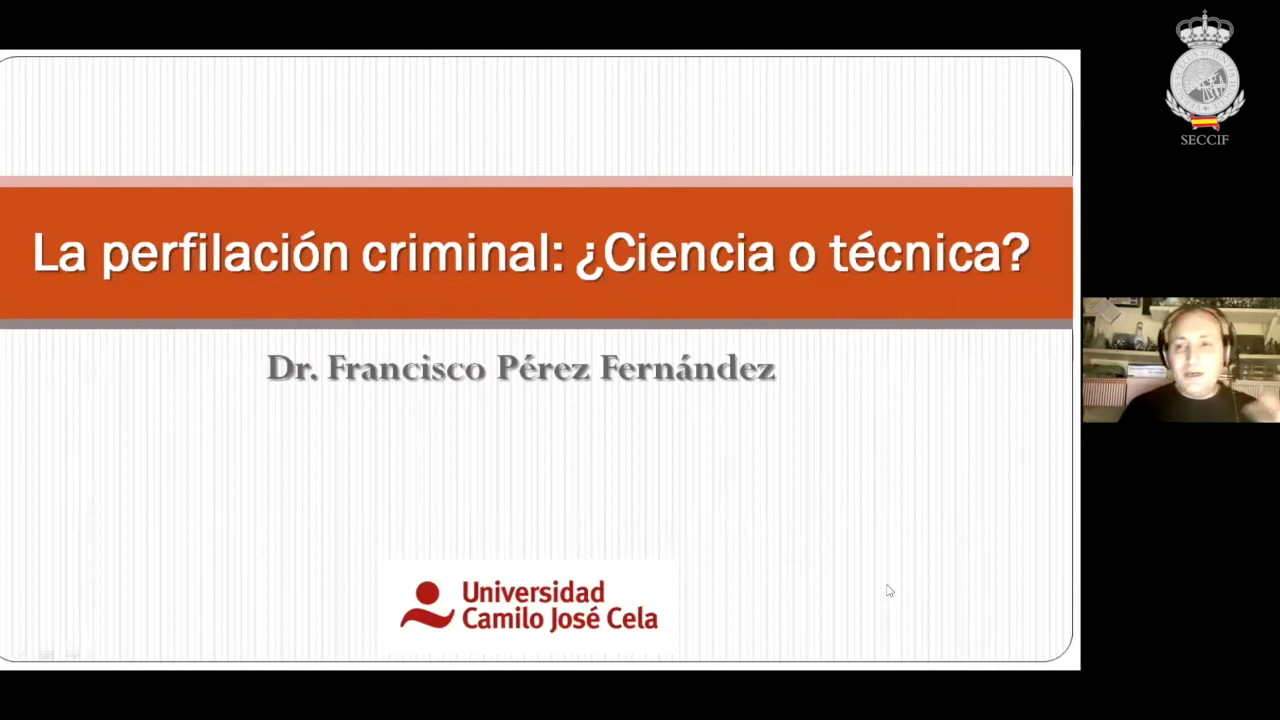 La perfilación criminal: ¿Ciencia o técnica?
Dr. Francisco Pérez Fernández
Universidad
Camilo José Cela
SECCIF